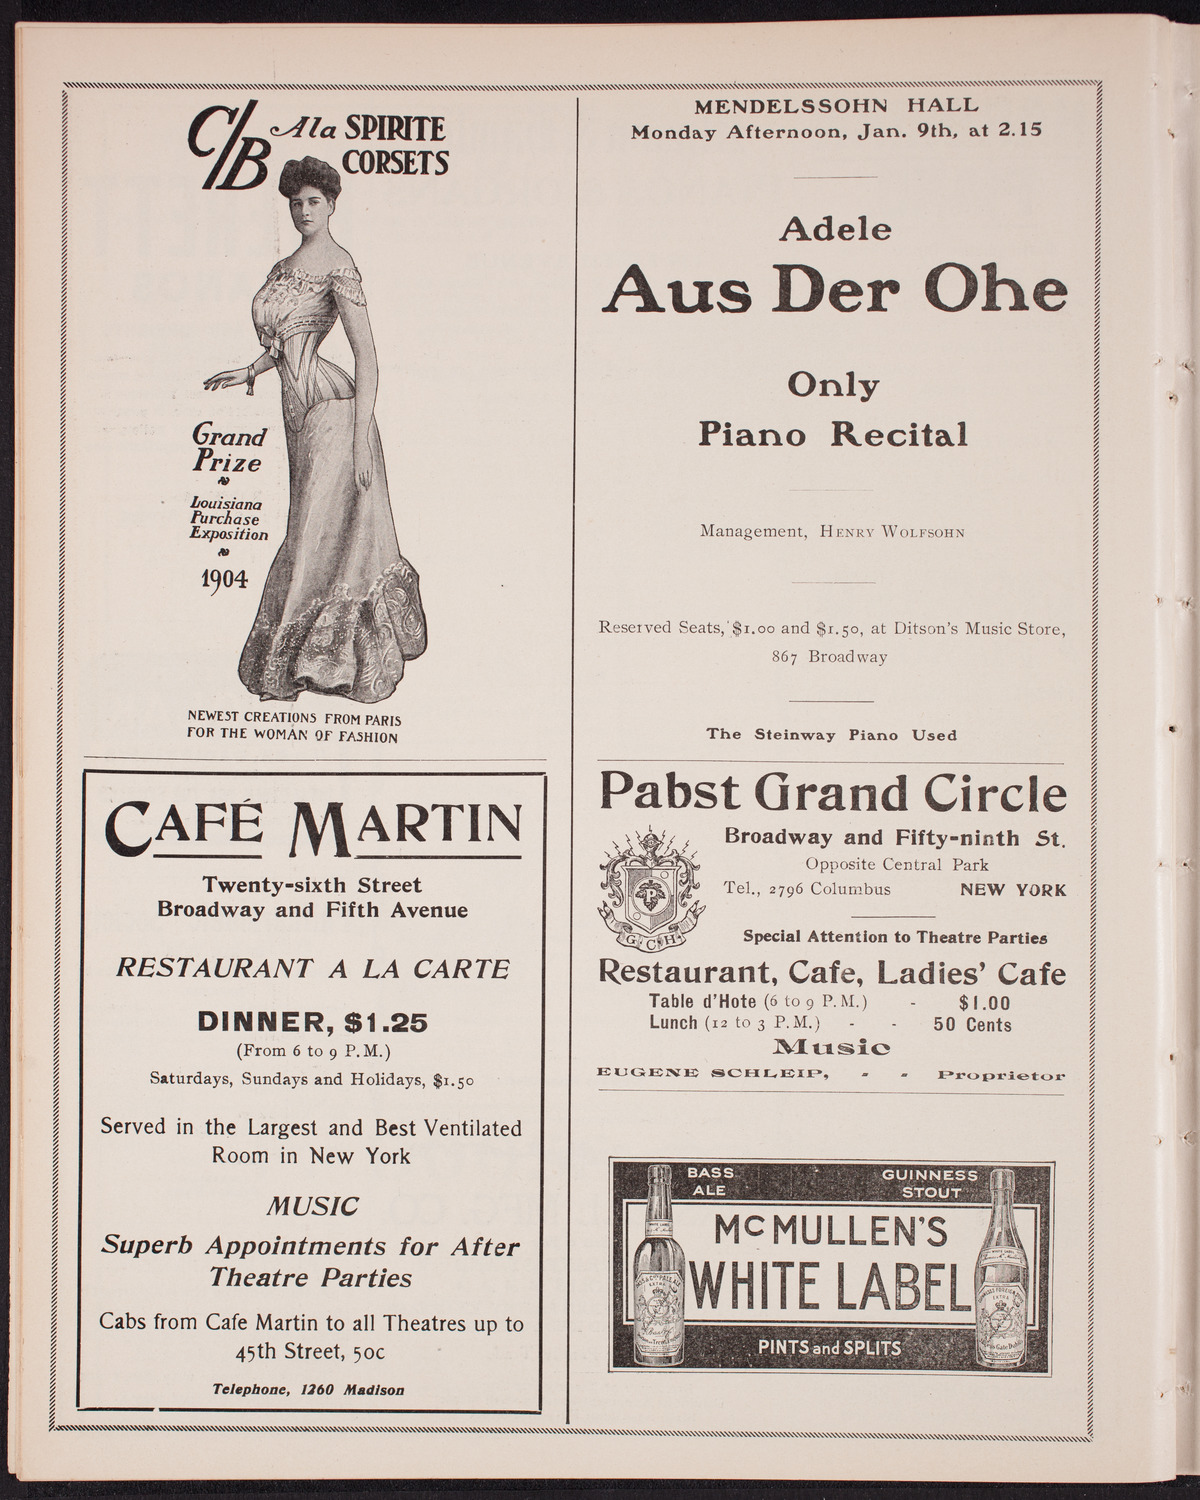 C/B Ala SPIRITE
CORSETS
Grand
Prize
Louisiana
Purchase
Exposition
1904
NEWEST CREATIONS FROM PARIS
FOR THE WOMAN OF FASHION
CAFÉ MARTIN
Twenty-sixth Street
Broadway and Fifth Avenue
RESTAURANT A LA CARTE
DINNER, $1.25
(From 6 to 9 P.M.)
Saturdays, Sundays and Holidays, $1.50
Served in the Largest and Best Ventilated
Room in New York
MUSIC
Superb Appointments for After
Theatre Parties
Cabs from Cafe Martin to all Theatres up to
45th Street, 50c
Telephone, 1260 Madison
MENDELSSOHN HALL
Monday Afternoon, Jan. 9th, at 2.15
Adele
Aus Der Ohe
Only
Piano Recital
Management, HENRY WOLFSOHN
Reserved Seats, $1.00 and $1.50, at Ditson's Music Store,
867 Broadway
The Steinway Piano Used
Pabst Grand Circle
Broadway and Fifty-ninth St.
Opposite Central Park
Tel., 2796 Columbus NEW YORK
P
G.C.H.
Special Attention to Theatre Parties
Restaurant, Cafe, Ladies' Cafe
Table d'Hote (6 to 9 P.M.) - $1.00
Lunch (12 to 3 P.M.) - - 50 Cents
Music
EUGENE SCHLEIP, - - Proprietor
BASS
ALE
GUINNESS
STOUT
McMULLEN'S
WHITE LABEL
PINTS and SPLITS